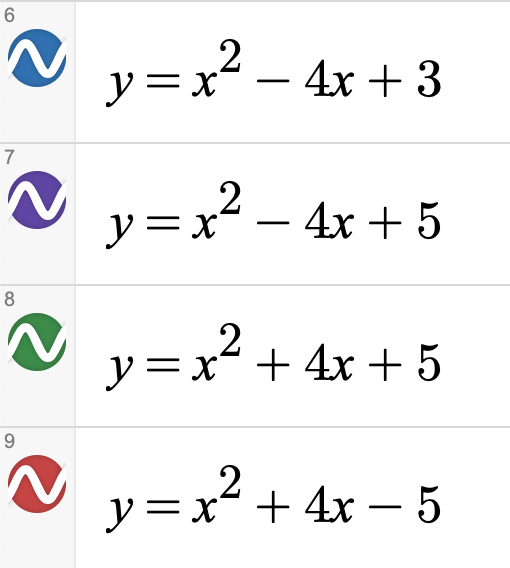 6
y = x² − 4x + 3
7
y = x² − 4x + 5
8
y = x² + 4x + 5
9
y = x² + 4x − 5